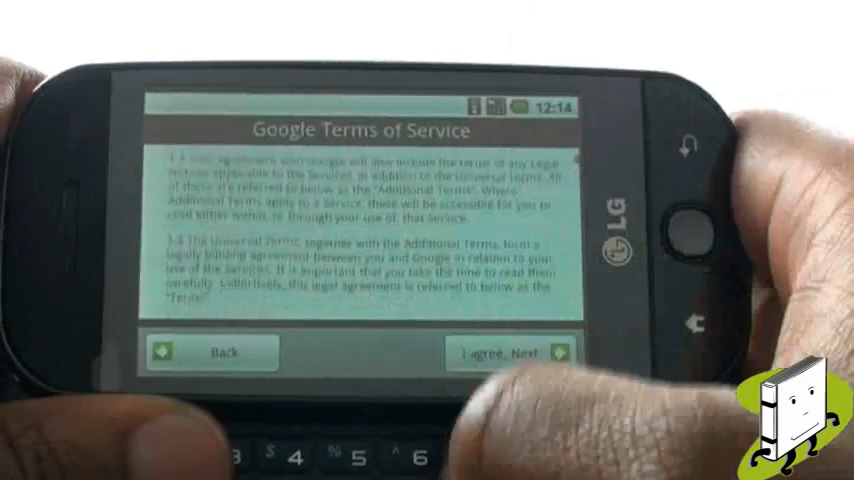 12:14
Google Terms of Service
agreement with Google will also include the terms of any Legal
Notices applicable to the Services, in addition to the Universal Terms. All
of these are referred to below as the "Additional Terms". Where
Additional Terms apply to a Service, these will be accessible for you to
read either within, or through your use of, that Service.
1.3 The Universal Terms, together with the Additional Terms, form a
legally binding agreement between you and Google in relation to your
use of the Services. It is important that you take the time to read them
carefully. Collectively, this legal agreement is referred to below as the
"Terms".
Back
I agree, Next
LG
3 $ 4 % 5 ^ 6